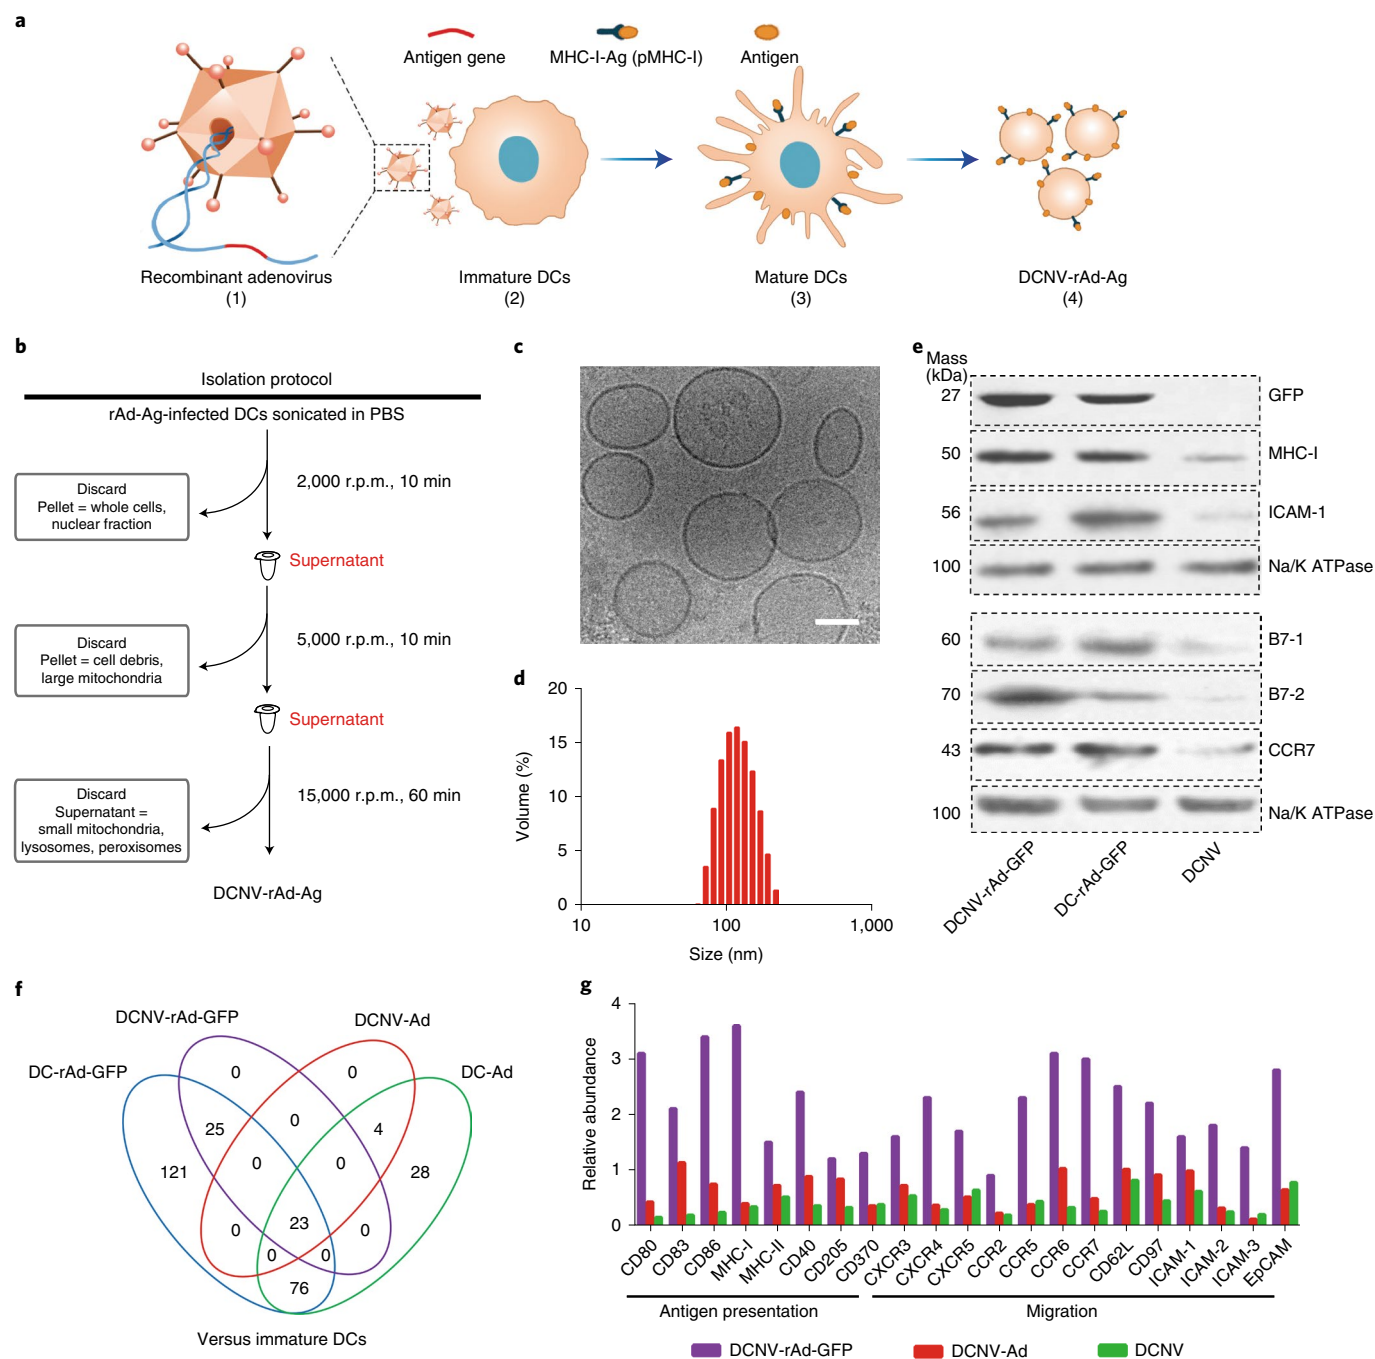 a
Antigen gene
MHC-I-Ag (pMHC-I)
Antigen
Recombinant adenovirus
(1)
Immature DCs
(2)
Mature DCs
(3)
DCNV-rAd-Ag
(4)
b
Isolation protocol
rAd-Ag-infected DCs sonicated in PBS
2,000 r.p.m., 10 min
Discard
Pellet = whole cells,
nuclear fraction
Supernatant
5,000 r.p.m., 10 min
Discard
Pellet = cell debris,
large mitochondria
Supernatant
15,000 r.p.m., 60 min
Discard
Supernatant =
small mitochondria,
lysosomes, peroxisomes
DCNV-rAd-Ag
c
d
20
15
10
5
0
Volume (%)
10
100
1,000
Size (nm)
e
Mass
(kDa)
27
GFP
50
MHC-I
56
ICAM-1
100
Na/K ATPase
60
B7-1
70
B7-2
43
CCR7
100
Na/K ATPase
DCNV-rAd-GFP
DC-rAd-GFP
DCNV
f
DCNV-rAd-GFP
DCNV-Ad
DC-rAd-GFP
DC-Ad
0
0
25
0
4
121
0
0
28
0
23
0
0
0
76
Versus immature DCs
g
4
3
2
1
0
Relative abundance
CD80
CD83
CD86
MHC-I
MHC-II
CD40
CD205
CD370
CXCR3
CXCR4
CXCR5
CCR2
CCR5
CCR6
CCR7
CD62L
CD97
ICAM-1
ICAM-2
ICAM-3
EpCAM
Antigen presentation
Migration
DCNV-rAd-GFP
DCNV-Ad
DCNV